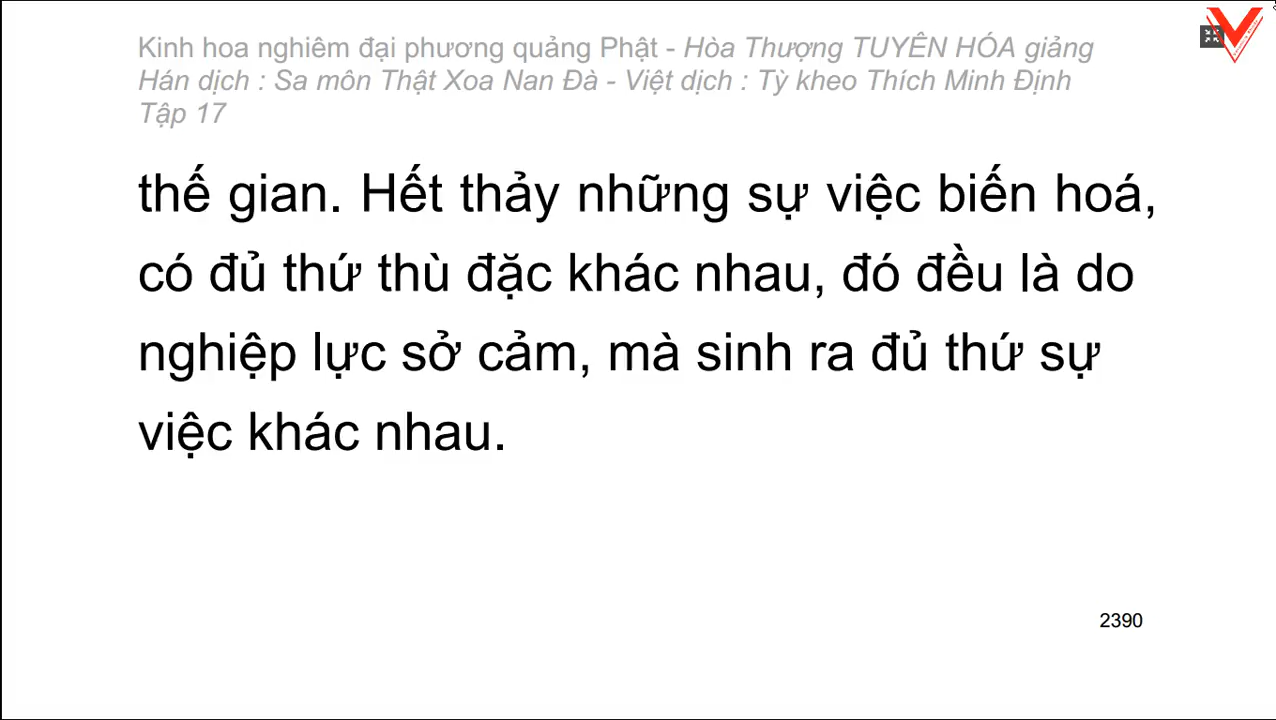 Kinh hoa nghiêm đại phương quảng Phật - Hòa Thượng TUYÊN HÓA giảng
Hán dịch : Sa môn Thật Xoa Nan Đà - Việt dịch : Tỳ kheo Thích Minh Định
Tập 17
thế gian. Hết thảy những sự việc biến hoá,
có đủ thứ thù đặc khác nhau, đó đều là do
nghiệp lực sở cảm, mà sinh ra đủ thứ sự
việc khác nhau.
2390